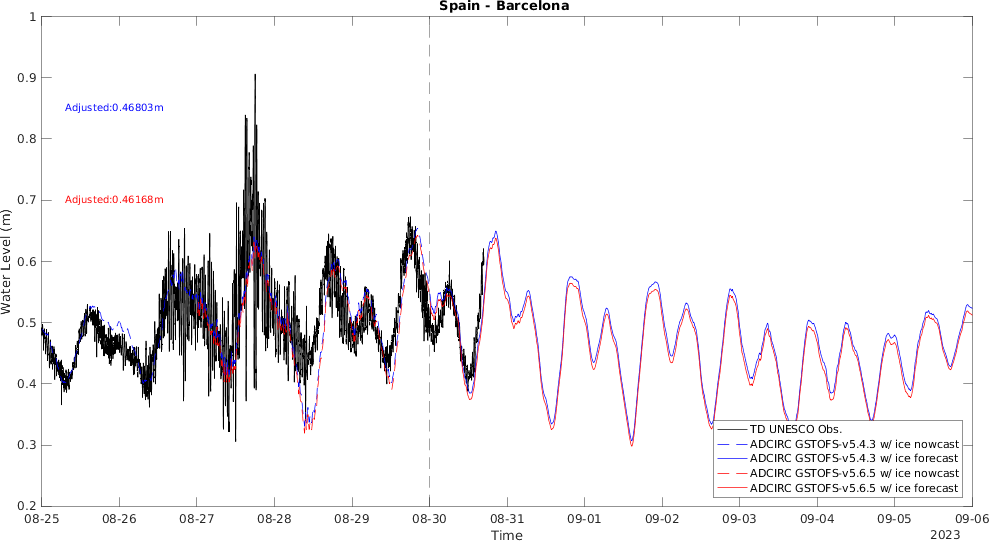 Spain - Barcelona
1
0.9
0.8
0.7
0.6
0.5
0.4
0.3
0.2
Water Level (m)
Adjusted:0.46803m
Adjusted:0.46168m
TD UNESCO Obs.
ADCIRC GSTOFS-v5.4.3 w/ ice nowcast
ADCIRC GSTOFS-v5.4.3 w/ ice forecast
ADCIRC GSTOFS-v5.6.5 w/ ice nowcast
ADCIRC GSTOFS-v5.6.5 w/ ice forecast
08-25 08-26 08-27 08-28 08-29 08-30 08-31 09-01 09-02 09-03 09-04 09-05 09-06
Time
2023